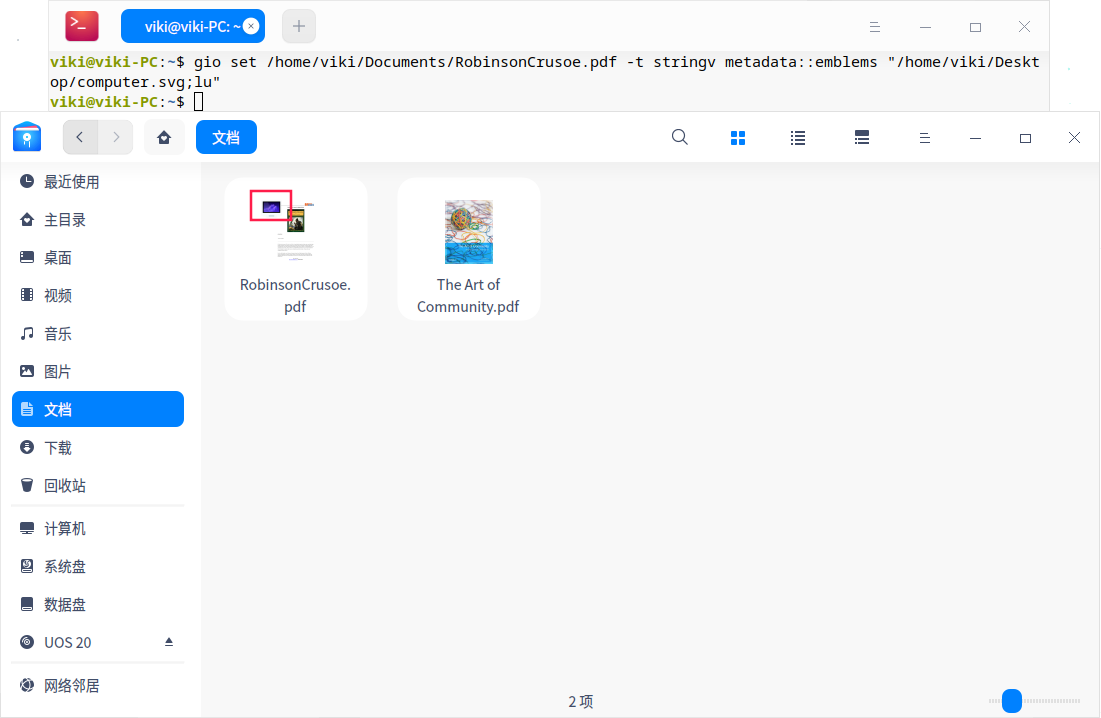 viki@viki-PC: ~
viki@viki-PC:~$ gio set /home/viki/Documents/RobinsonCrusoe.pdf -t stringv metadata::emblems "/home/viki/Deskt
op/computer.svg;lu"
viki@viki-PC:~$
文档
最近使用
主目录
桌面
视频
音乐
图片
文档
下载
回收站
计算机
系统盘
数据盘
UOS 20
网络邻居
RobinsonCrusoe.
pdf
The Art of
Community.pdf
2 项